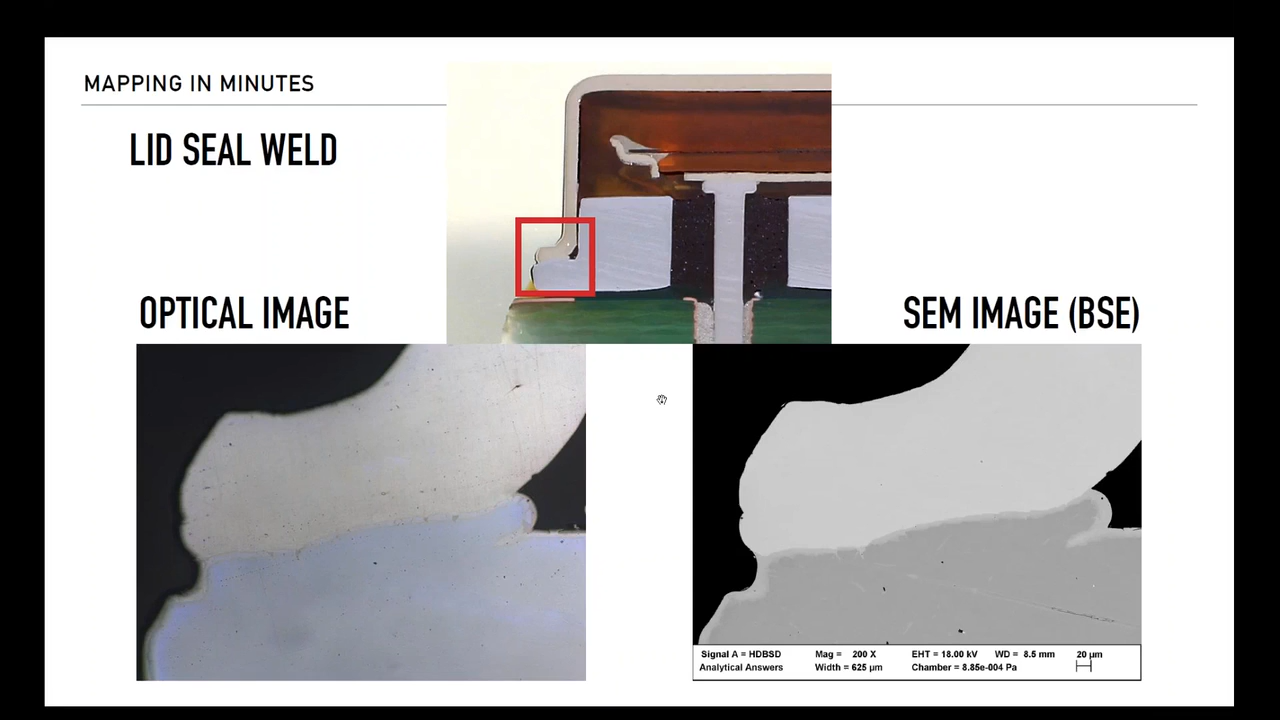 MAPPING IN MINUTES
LID SEAL WELD
OPTICAL IMAGE
SEM IMAGE (BSE)
Signal A = HDBSD Mag = 200 X EHT = 18.00 kV WD = 8.5 mm 20 µm
Analytical Answers Width = 625 µm Chamber = 8.85e-004 Pa